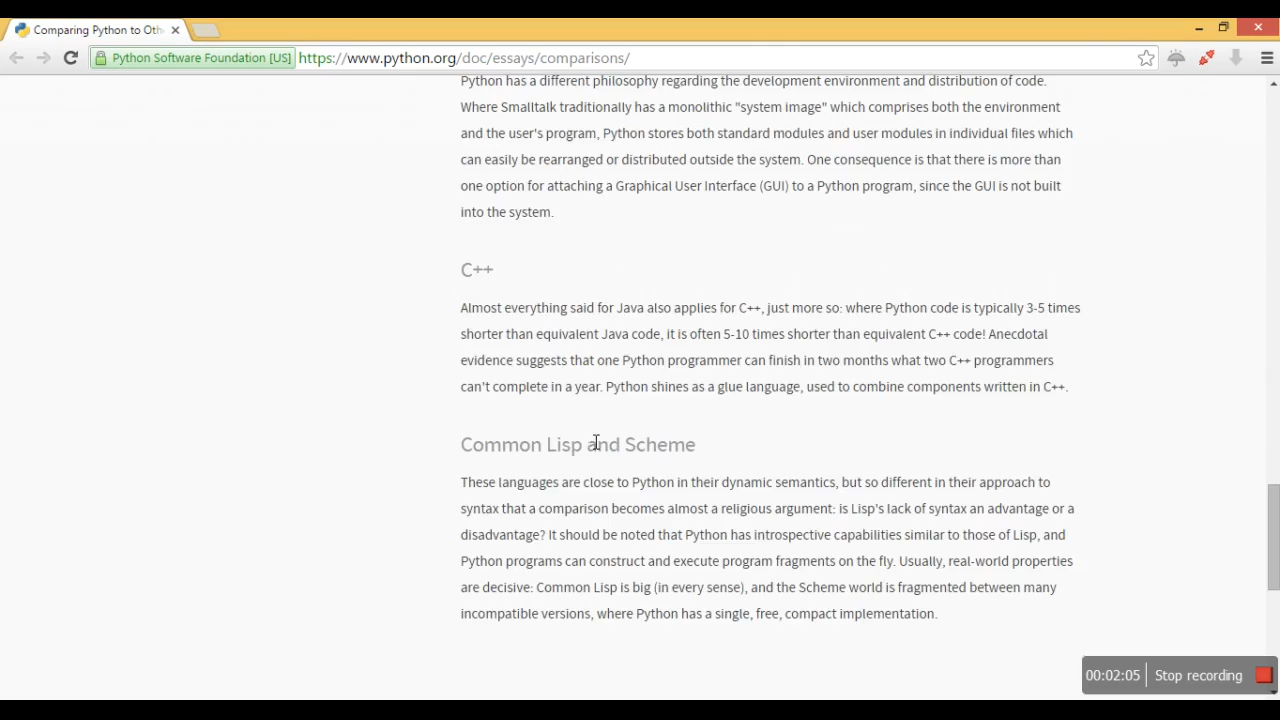 Comparing Python to Oth
Python Software Foundation [US] https://www.python.org/doc/essays/comparisons/
Python has a different philosophy regarding the development environment and distribution of code.
Where Smalltalk traditionally has a monolithic "system image" which comprises both the environment
and the user's program, Python stores both standard modules and user modules in individual files which
can easily be rearranged or distributed outside the system. One consequence is that there is more than
one option for attaching a Graphical User Interface (GUI) to a Python program, since the GUI is not built
into the system.
C++
Almost everything said for Java also applies for C++, just more so: where Python code is typically 3-5 times
shorter than equivalent Java code, it is often 5-10 times shorter than equivalent C++ code! Anecdotal
evidence suggests that one Python programmer can finish in two months what two C++ programmers
can't complete in a year. Python shines as a glue language, used to combine components written in C++.
Common Lisp and Scheme
These languages are close to Python in their dynamic semantics, but so different in their approach to
syntax that a comparison becomes almost a religious argument: is Lisp's lack of syntax an advantage or a
disadvantage? It should be noted that Python has introspective capabilities similar to those of Lisp, and
Python programs can construct and execute program fragments on the fly. Usually, real-world properties
are decisive: Common Lisp is big (in every sense), and the Scheme world is fragmented between many
incompatible versions, where Python has a single, free, compact implementation.
00:02:05 Stop recording